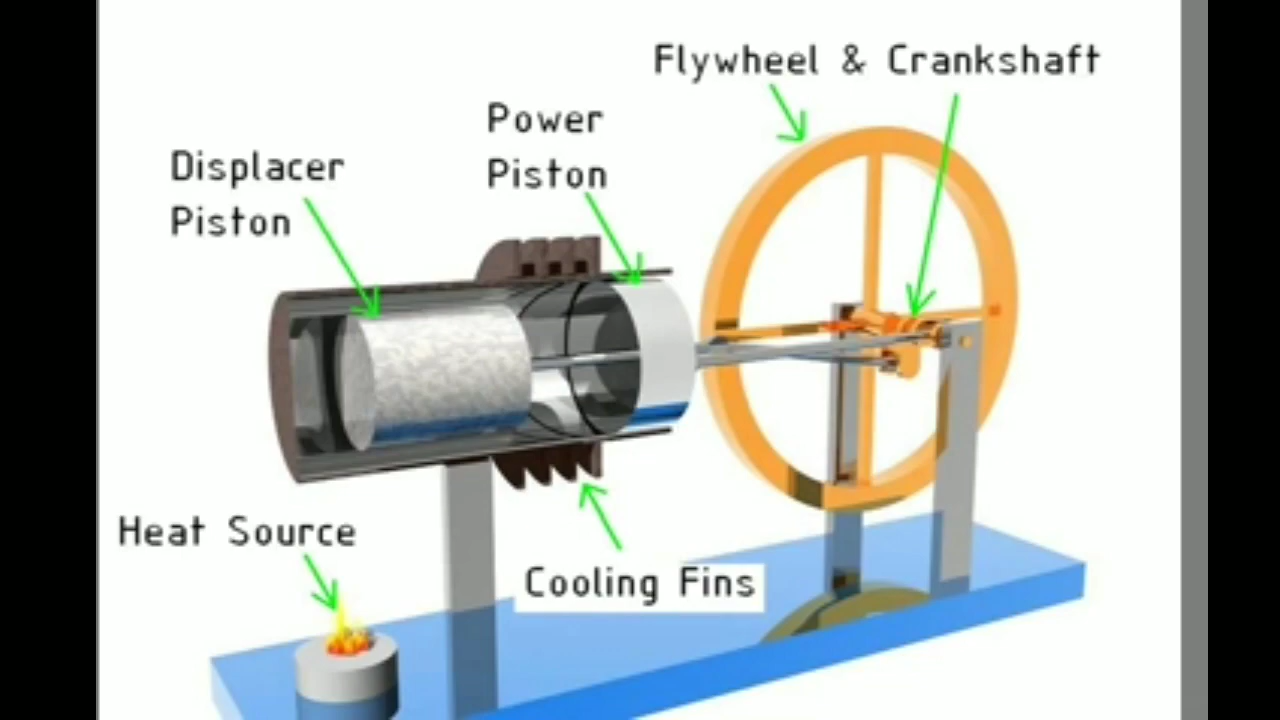 Flywheel & Crankshaft
Power
Piston
Displacer
Piston
Heat Source
Cooling Fins